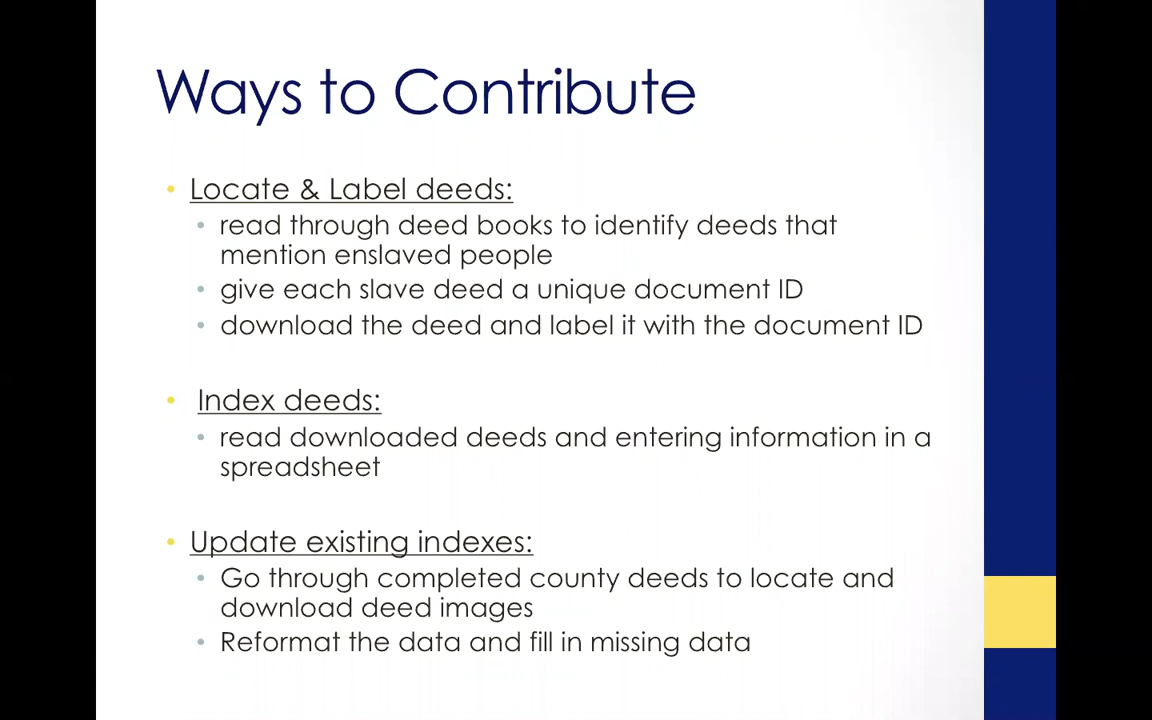 Ways to Contribute
• Locate & Label deeds:
• read through deed books to identify deeds that
mention enslaved people
• give each slave deed a unique document ID
• download the deed and label it with the document ID
• Index deeds:
• read downloaded deeds and entering information in a
spreadsheet
• Update existing indexes:
• Go through completed county deeds to locate and
download deed images
• Reformat the data and fill in missing data